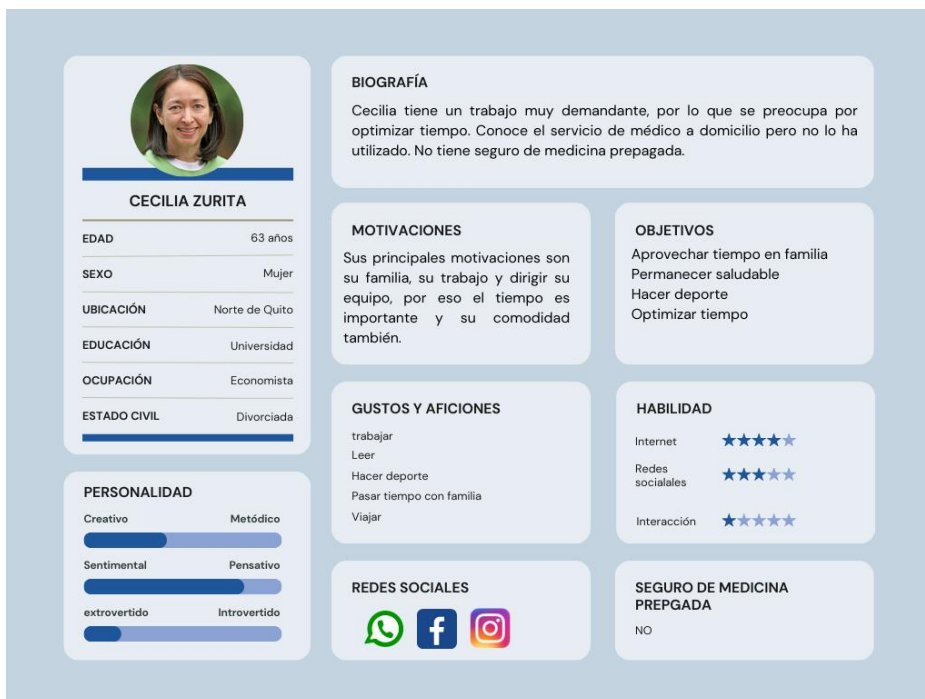 CECILIA ZURITA
EDAD 63 años
SEXO Mujer
UBICACIÓN Norte de Quito
EDUCACIÓN Universidad
OCUPACIÓN Economista
ESTADO CIVIL Divorciada
PERSONALIDAD
Creativo Metódico
Sentimental Pensativo
extrovertido Introvertido
BIOGRAFÍA
Cecilia tiene un trabajo muy demandante, por lo que se preocupa por
optimizar tiempo. Conoce el servicio de médico a domicilio pero no lo ha
utilizado. No tiene seguro de medicina prepagada.
MOTIVACIONES
Sus principales motivaciones son
su familia, su trabajo y dirigir su
equipo, por eso el tiempo es
importante y su comodidad
también.
OBJETIVOS
Aprovechar tiempo en familia
Permanecer saludable
Hacer deporte
Optimizar tiempo
GUSTOS Y AFICIONES
trabajar
Leer
Hacer deporte
Pasar tiempo con familia
Viajar
HABILIDAD
Internet
Redes
socialales
Interacción
REDES SOCIALES
SEGURO DE MEDICINA
PREPGADA
NO